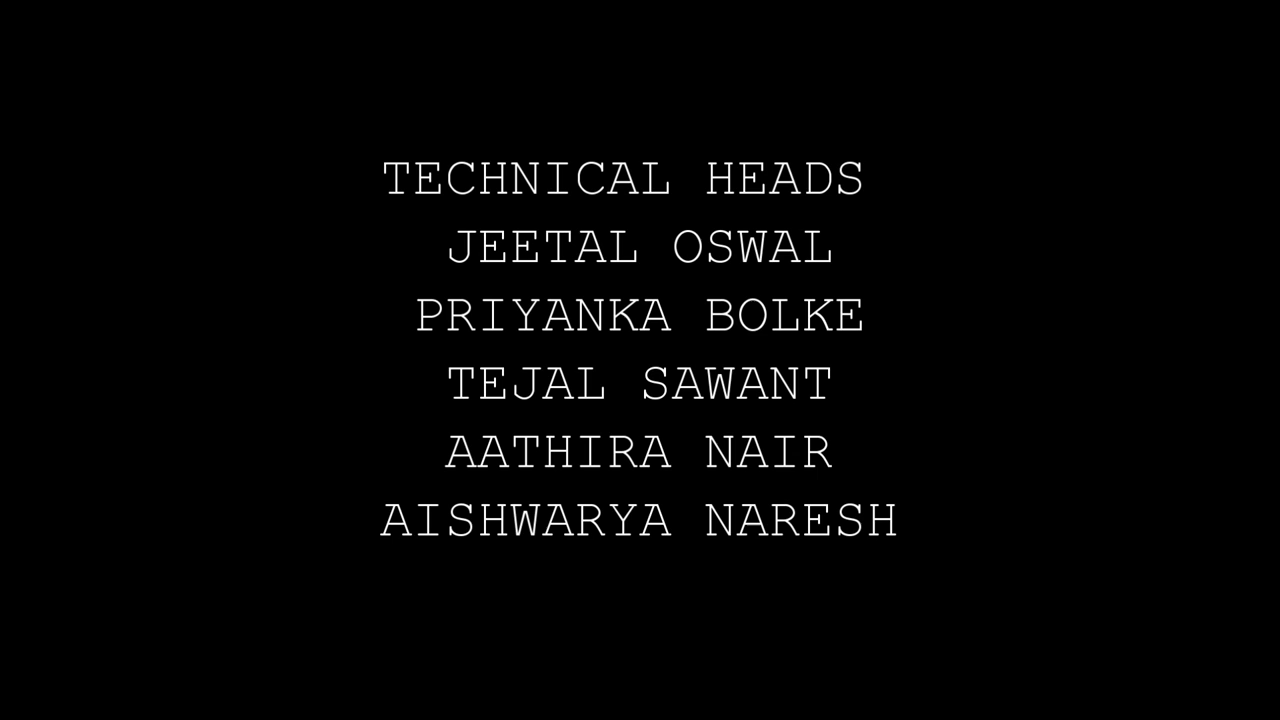 TECHNICAL HEADS
JEETAL OSWAL
PRIYANKA BOLKE
TEJAL SAWANT
AATHIRA NAIR
AISHWARYA NARESH